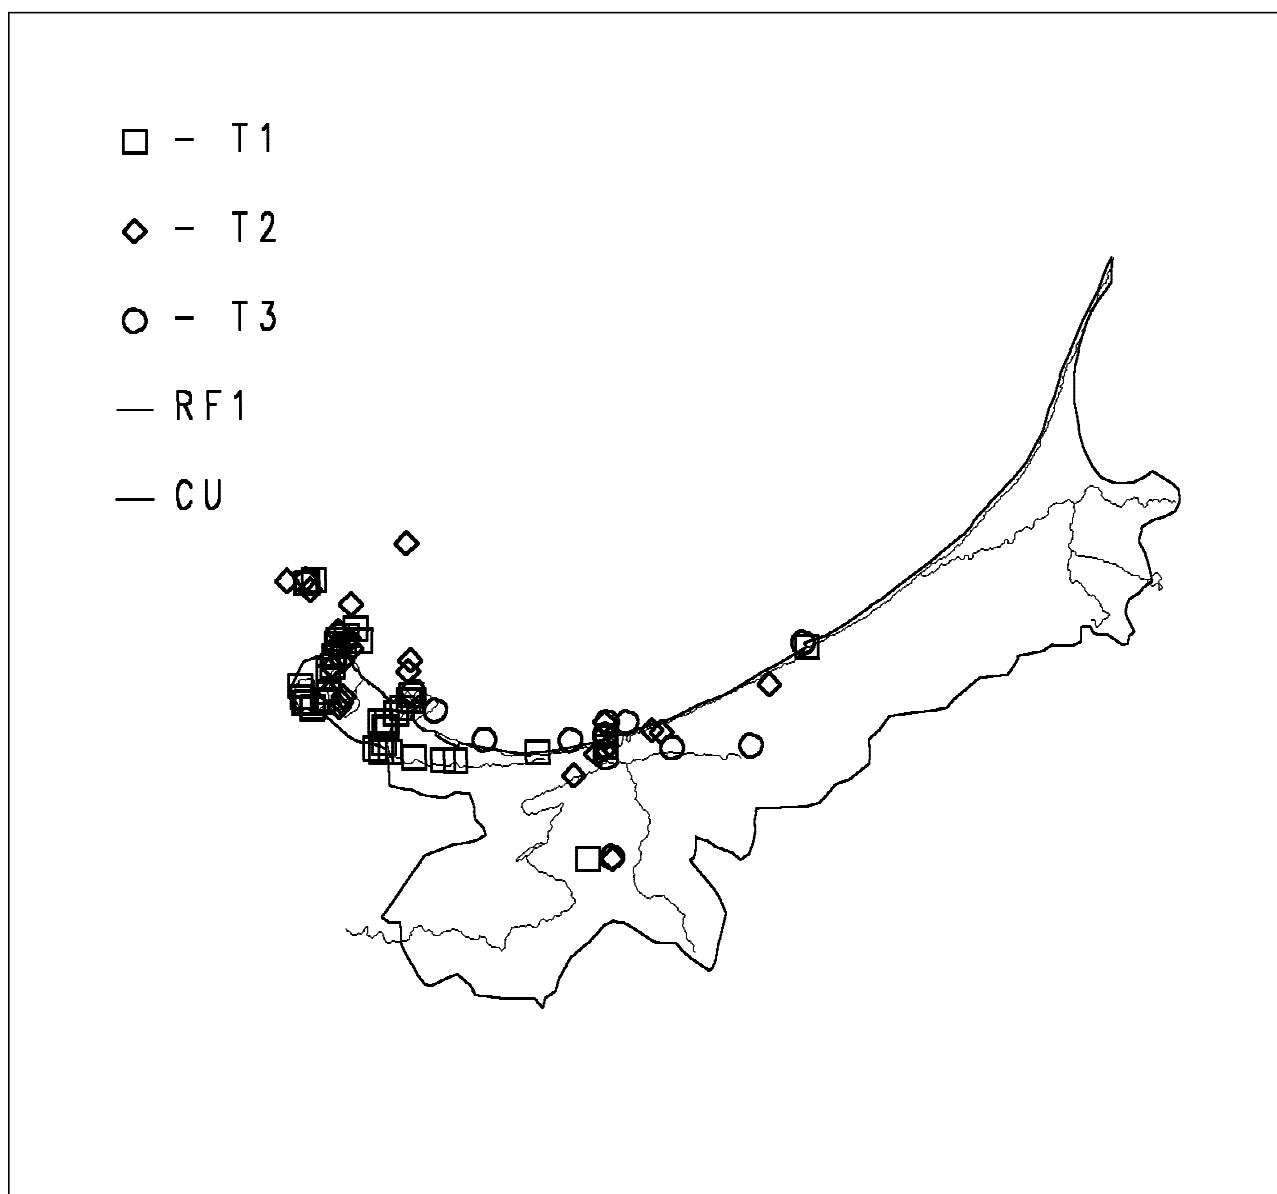 - T1
- T2
- T3
— RF1
— CU